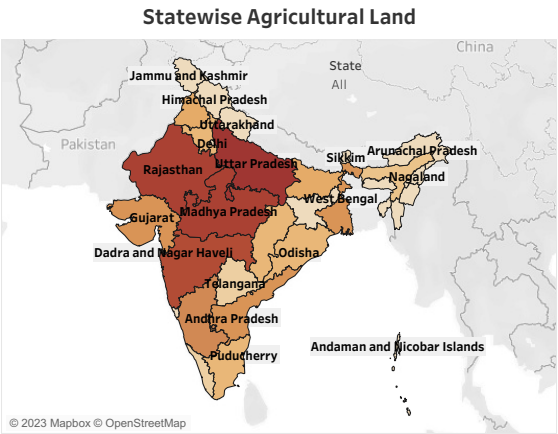 Statewise Agricultural Land
China
State
All
Jammu and Kashmir
Himachal Pradesh
Uttarakhand
Pakistan
Delhi
Arunachal Pradesh
Sikkim
Rajasthan
Uttar Pradesh
Nagaland
West Bengal
Gujarat
Madhya Pradesh
Dadra and Nagar Haveli
Odisha
Telangana
Andhra Pradesh
Andaman and Nicobar Islands
Puducherry
© 2023 Mapbox © OpenStreetMap